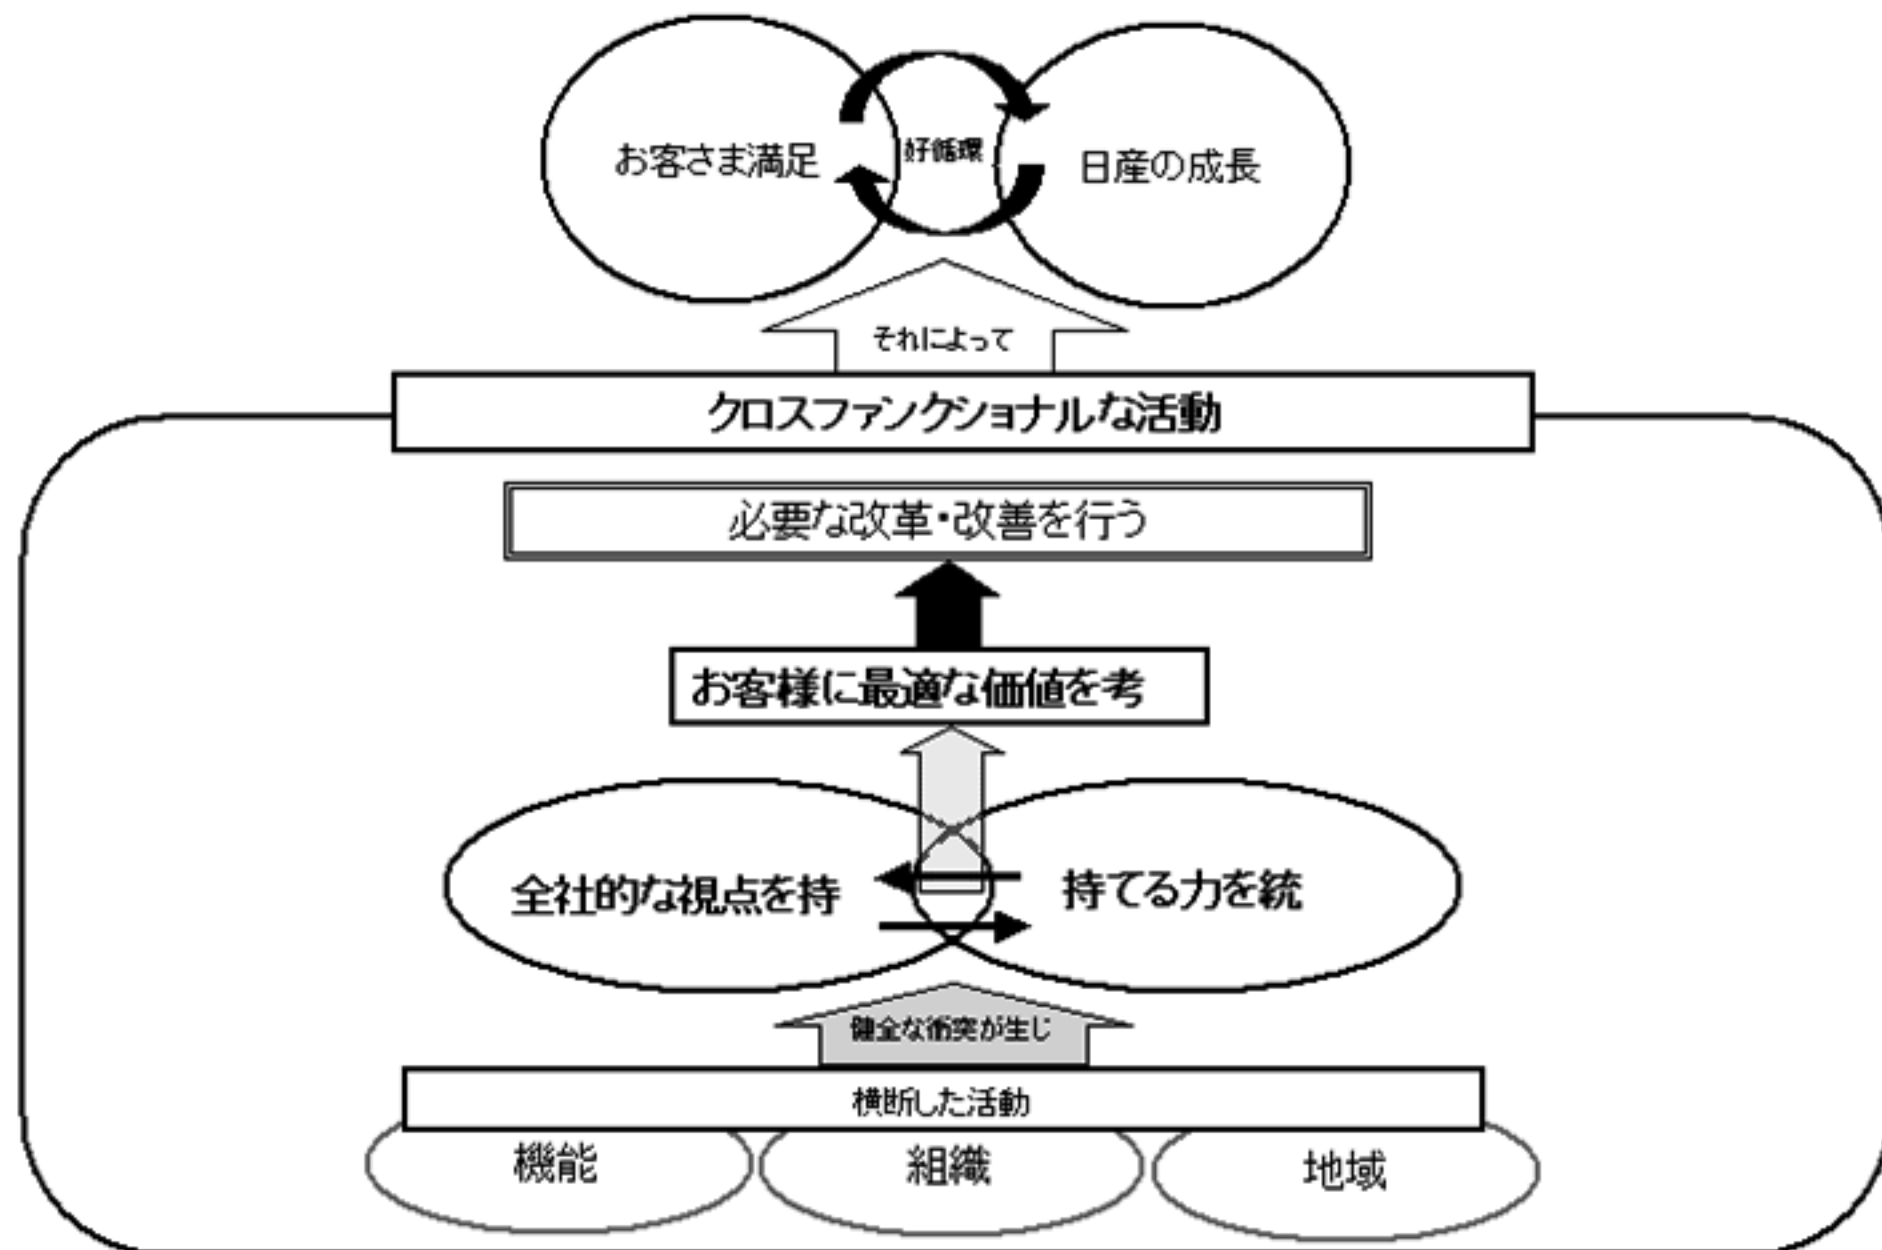 お客さま満足
好循環
日産の成長
それによって
クロスファンクショナルな活動
必要な改革・改善を行う
お客様に最適な価値を考
全社的な視点を持
持てる力を統
健全な衝突が生じ
横断した活動
機能
組織
地域